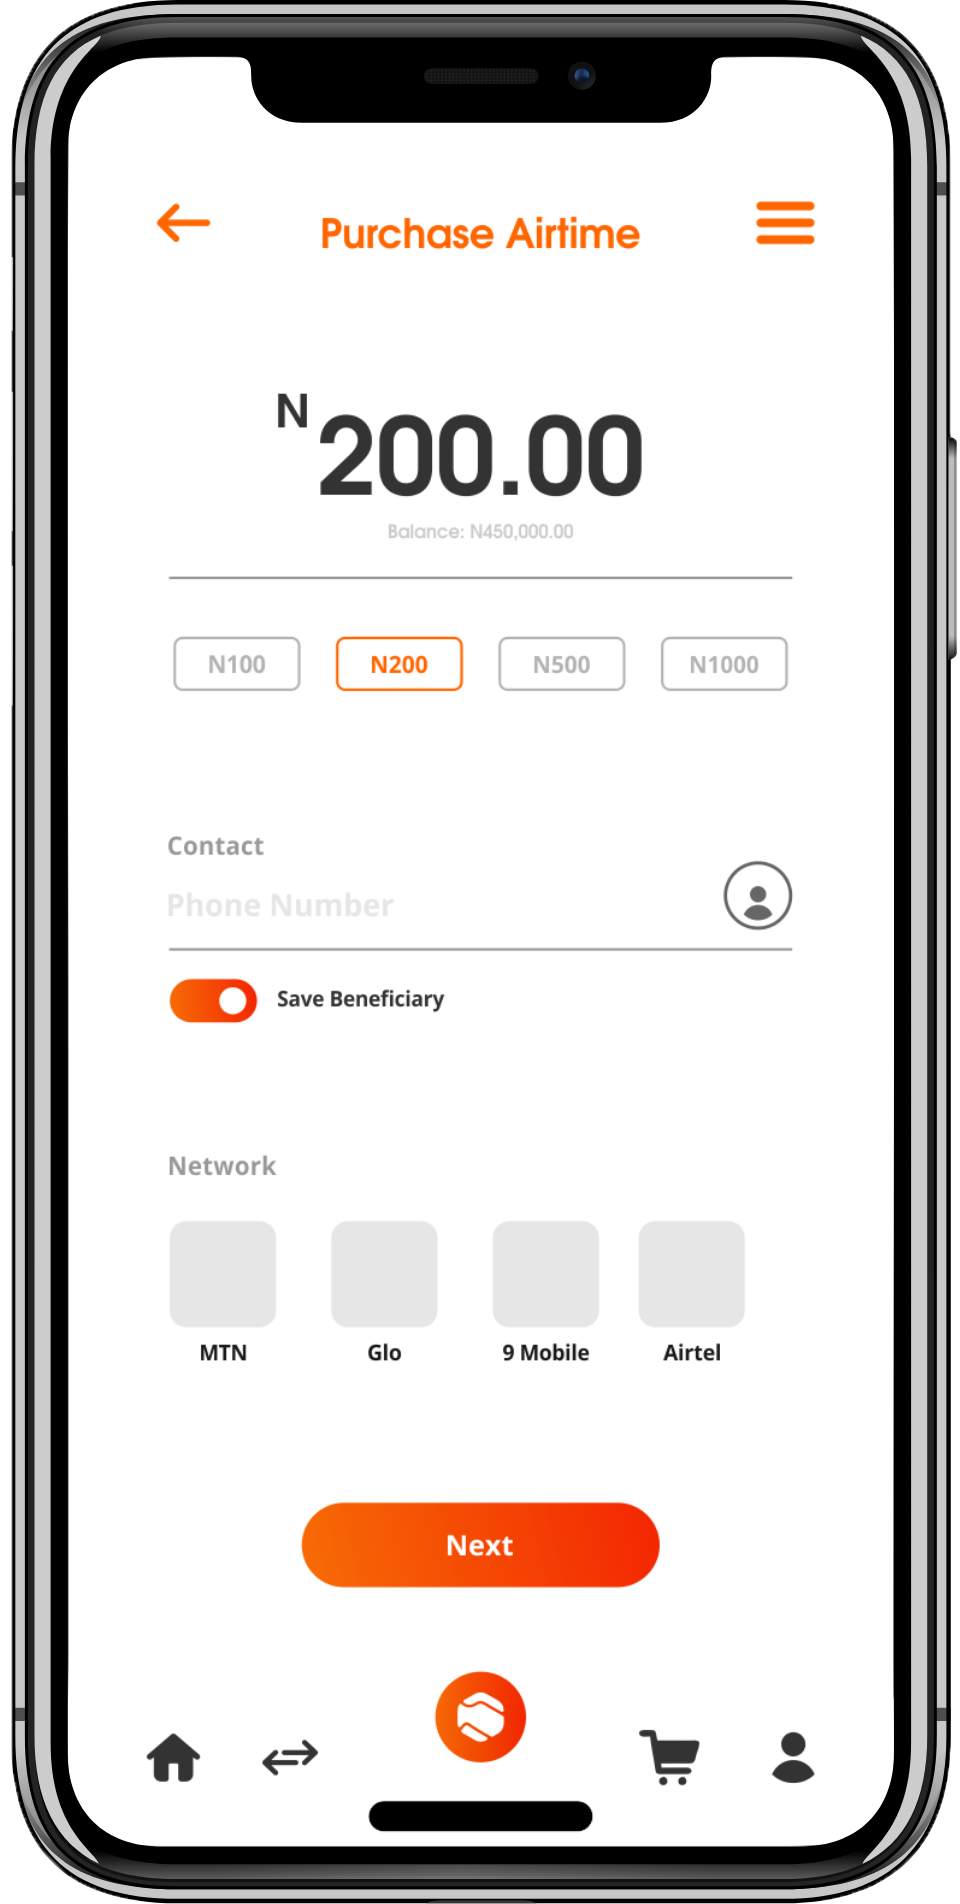 Purchase Airtime
N200.00
Balance: N450,000.00
N100 N200 N500 N1000
Contact
Phone Number
Save Beneficiary
Network
MTN Glo 9 Mobile Airtel
Next